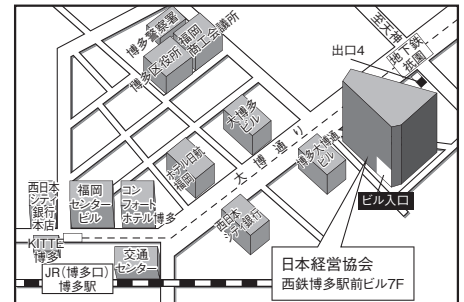 博多警察署
博多区役所
福岡
商工会議所
至天神
地下鉄
祇園
出口4
大博多
ビル
大博通り
ホテル日航
福岡
博多大博通
ビル
西日本
シティ
銀行
本店
福岡
センター
ビル
コン
フォート
ホテル博多
西日本
シティ銀行
ビル入口
KITTE
博多
交通
センター
JR(博多口)
博多駅
日本経営協会
西鉄博多駅前ビル7F